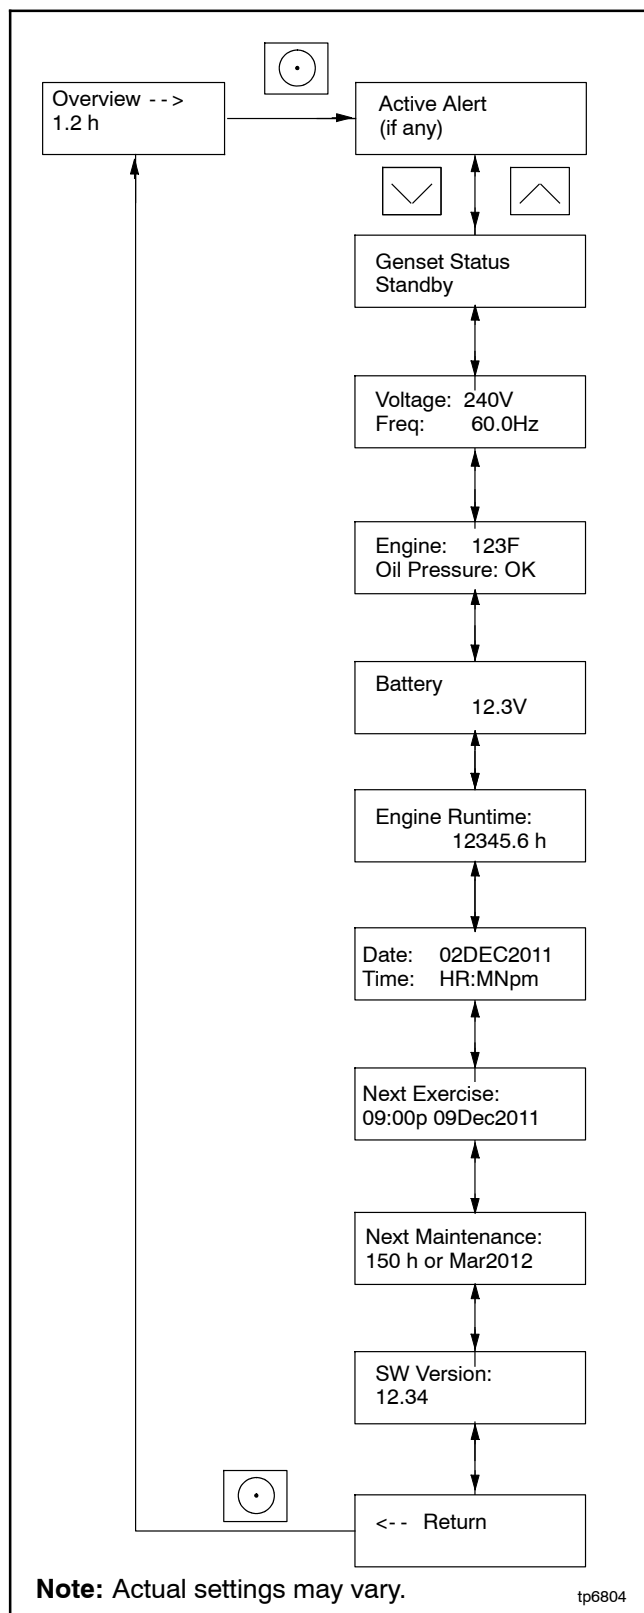 Overview - - >
1.2 h
Active Alert
(if any)
Genset Status
Standby
Voltage: 240V
Freq: 60.0Hz
Engine: 123F
Oil Pressure: OK
Battery
12.3V
Engine Runtime:
12345.6 h
Date: 02DEC2011
Time: HR:MNpm
Next Exercise:
09:00p 09Dec2011
Next Maintenance:
150 h or Mar2012
SW Version:
12.34
<- - Return
Note: Actual settings may vary.
tp6804